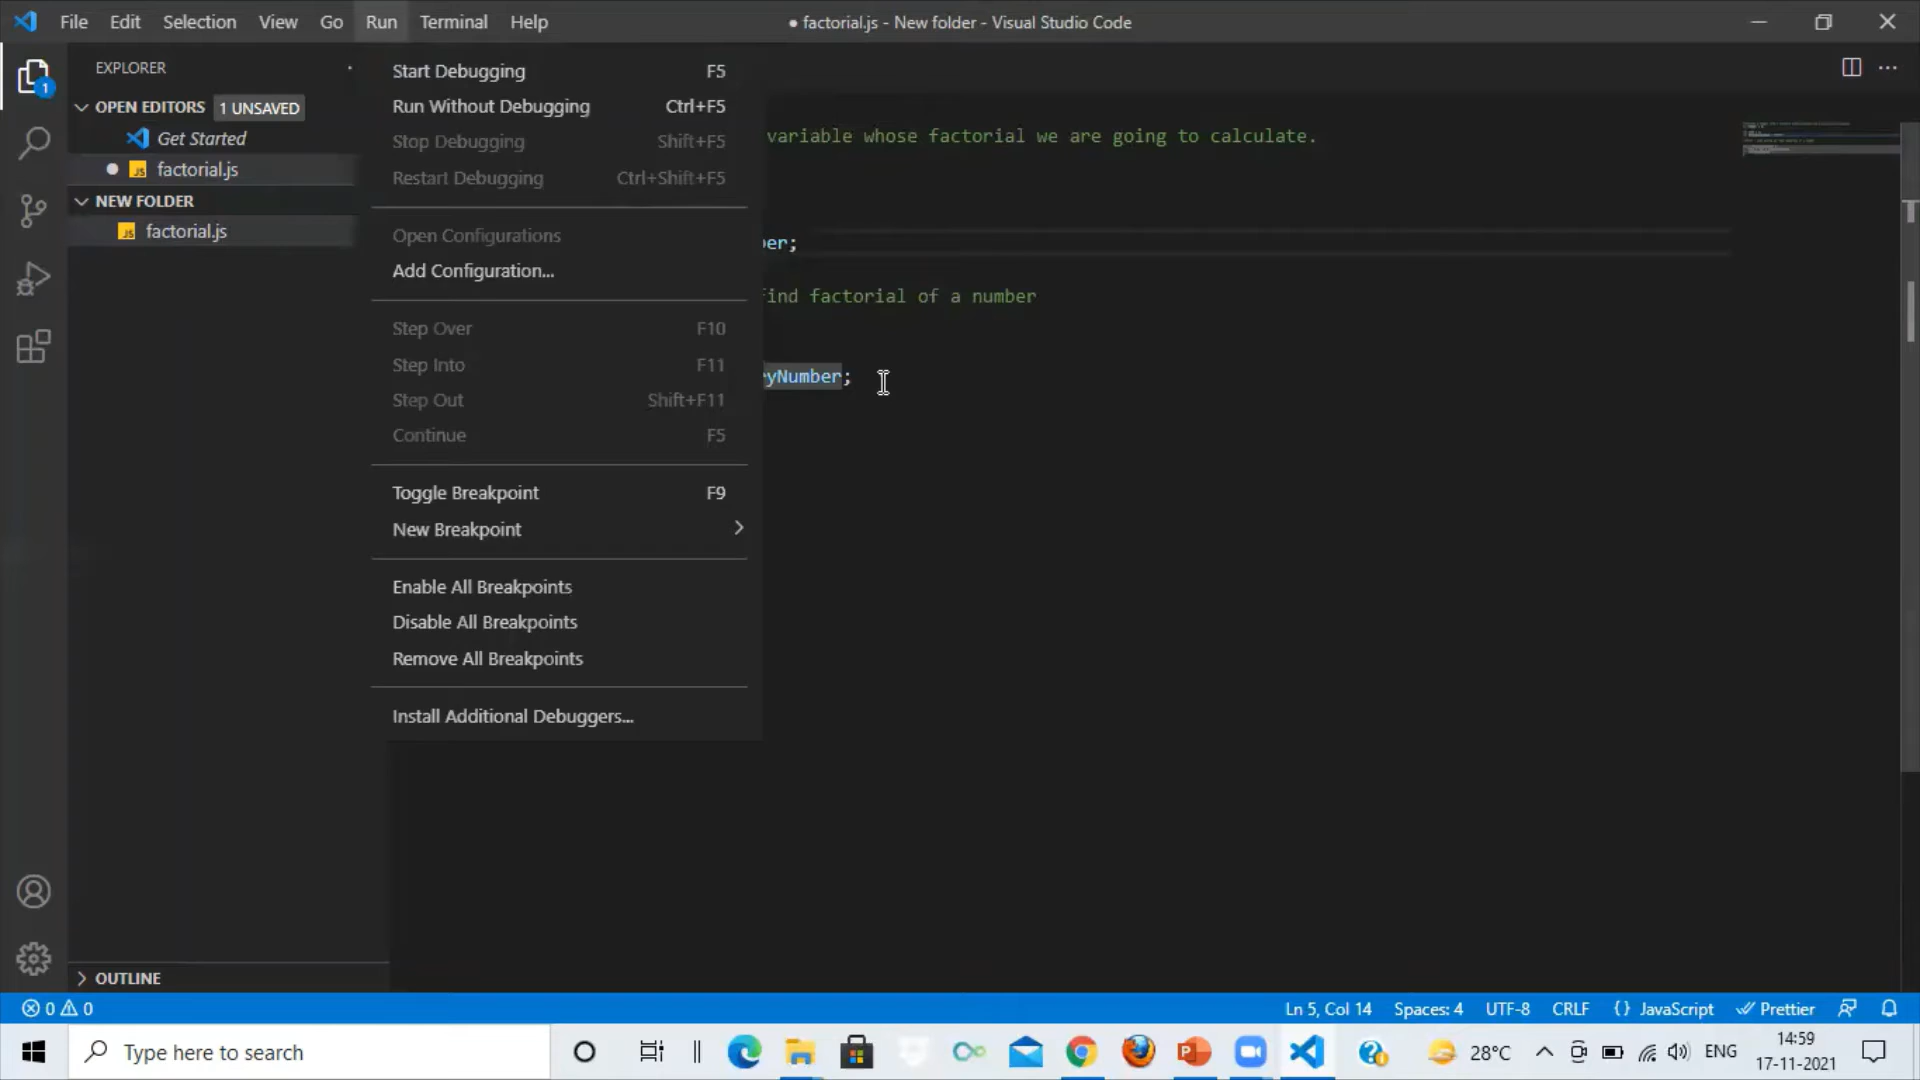 File Edit Selection View Go Run Terminal Help
● factorial.js - New folder - Visual Studio Code
EXPLORER
OPEN EDITORS 1 UNSAVED
Get Started
JS factorial.js
NEW FOLDER
JS factorial.js
1
Start Debugging F5
Run Without Debugging Ctrl+F5
Stop Debugging Shift+F5
Restart Debugging Ctrl+Shift+F5
Open Configurations
Add Configuration...
Step Over F10
Step Into F11
Step Out Shift+F11
Continue F5
Toggle Breakpoint F9
New Breakpoint
Enable All Breakpoints
Disable All Breakpoints
Remove All Breakpoints
Install Additional Debuggers...
variable whose factorial we are going to calculate.
ber;
find factorial of a number
ryNumber;
OUTLINE
0 0
Ln 5, Col 14 Spaces: 4 UTF-8 CRLF {} JavaScript Prettier
Type here to search
28°C ENG
14:59
17-11-2021